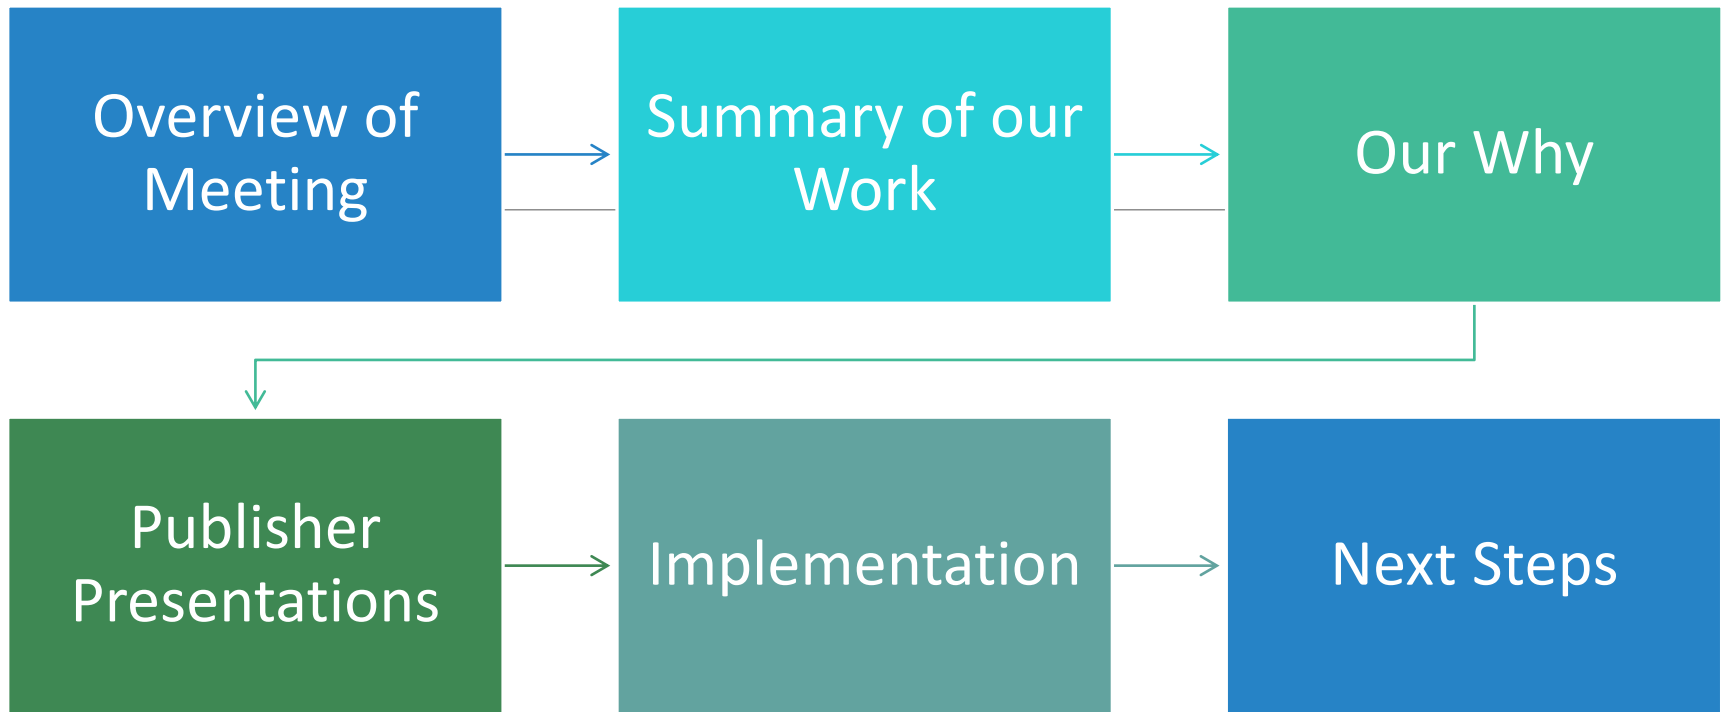 Overview of
Meeting
Summary of our
Work
Our Why
Publisher
Presentations
Implementation
Next Steps